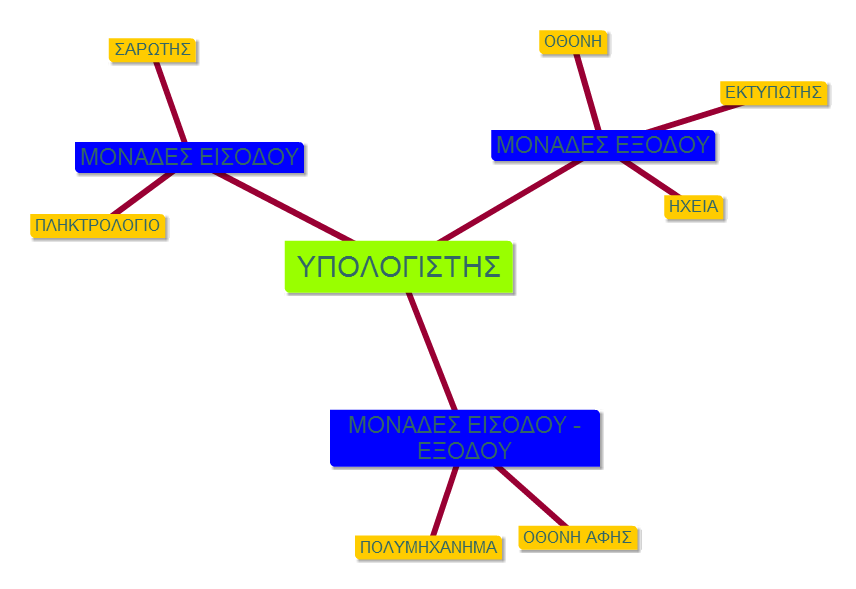 ΣΑΡΩΤΗΣ
ΟΘΟΝΗ
ΕΚΤΥΠΩΤΗΣ
ΜΟΝΑΔΕΣ ΕΙΣΟΔΟΥ
ΜΟΝΑΔΕΣ ΕΞΟΔΟΥ
ΠΛΗΚΤΡΟΛΟΓΙΟ
ΗΧΕΙΑ
ΥΠΟΛΟΓΙΣΤΗΣ
ΜΟΝΑΔΕΣ ΕΙΣΟΔΟΥ -
ΕΞΟΔΟΥ
ΠΟΛΥΜΗΧΑΝΗΜΑ
ΟΘΟΝΗ ΑΦΗΣ